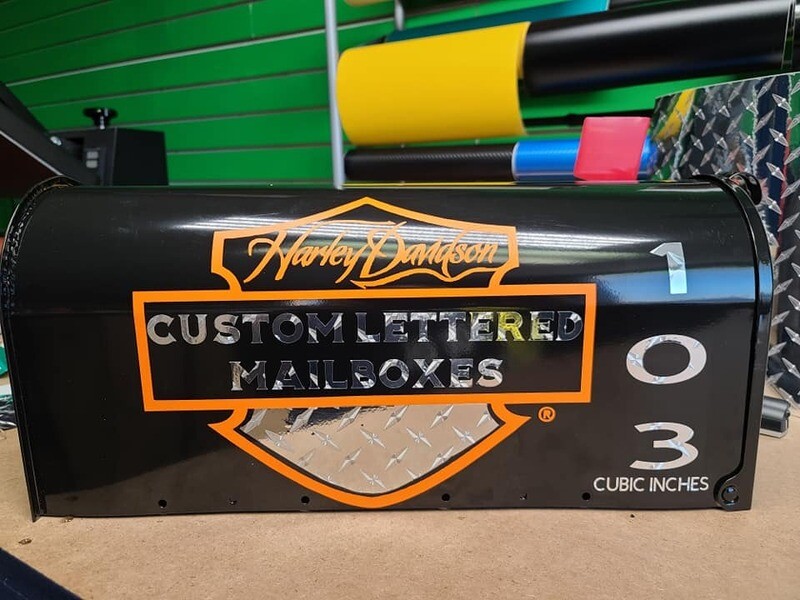 Harley Davidson
CUSTOM LETTERED
MAILBOXES
®
1
0
3
CUBIC INCHES